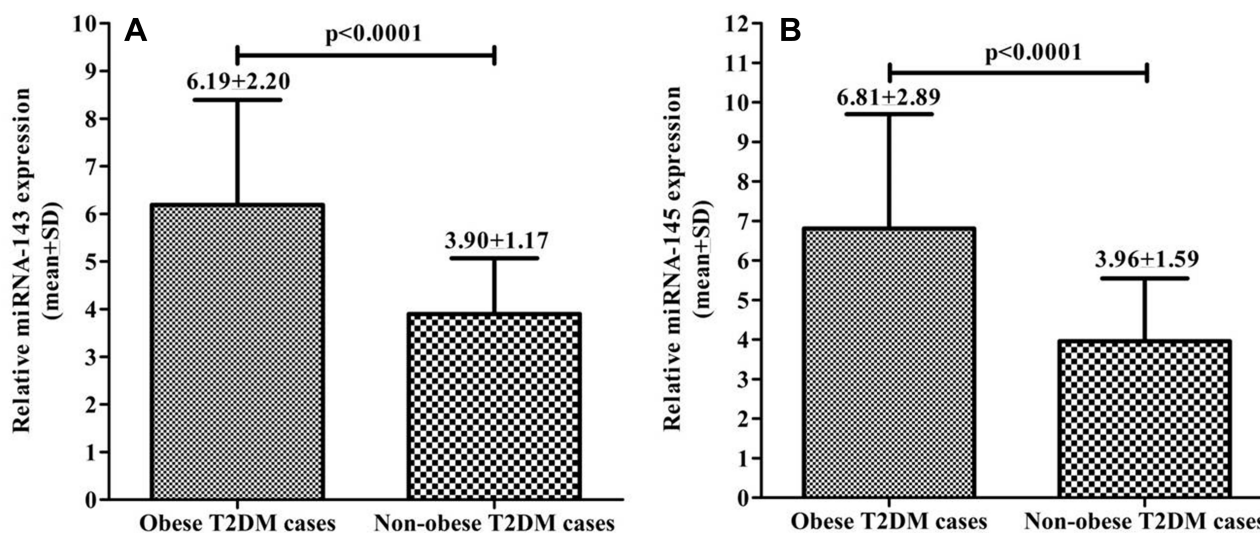 A
Relative miRNA-143 expression
(mean±SD)
10
9
8
7
6
5
4
3
2
1
0
p<0.0001
6.19±2.20
3.90±1.17
Obese T2DM cases
Non-obese T2DM cases
B
Relative miRNA-145 expression
(mean±SD)
12
11
10
9
8
7
6
5
4
3
2
1
0
p<0.0001
6.81±2.89
3.96±1.59
Obese T2DM cases
Non-obese T2DM cases